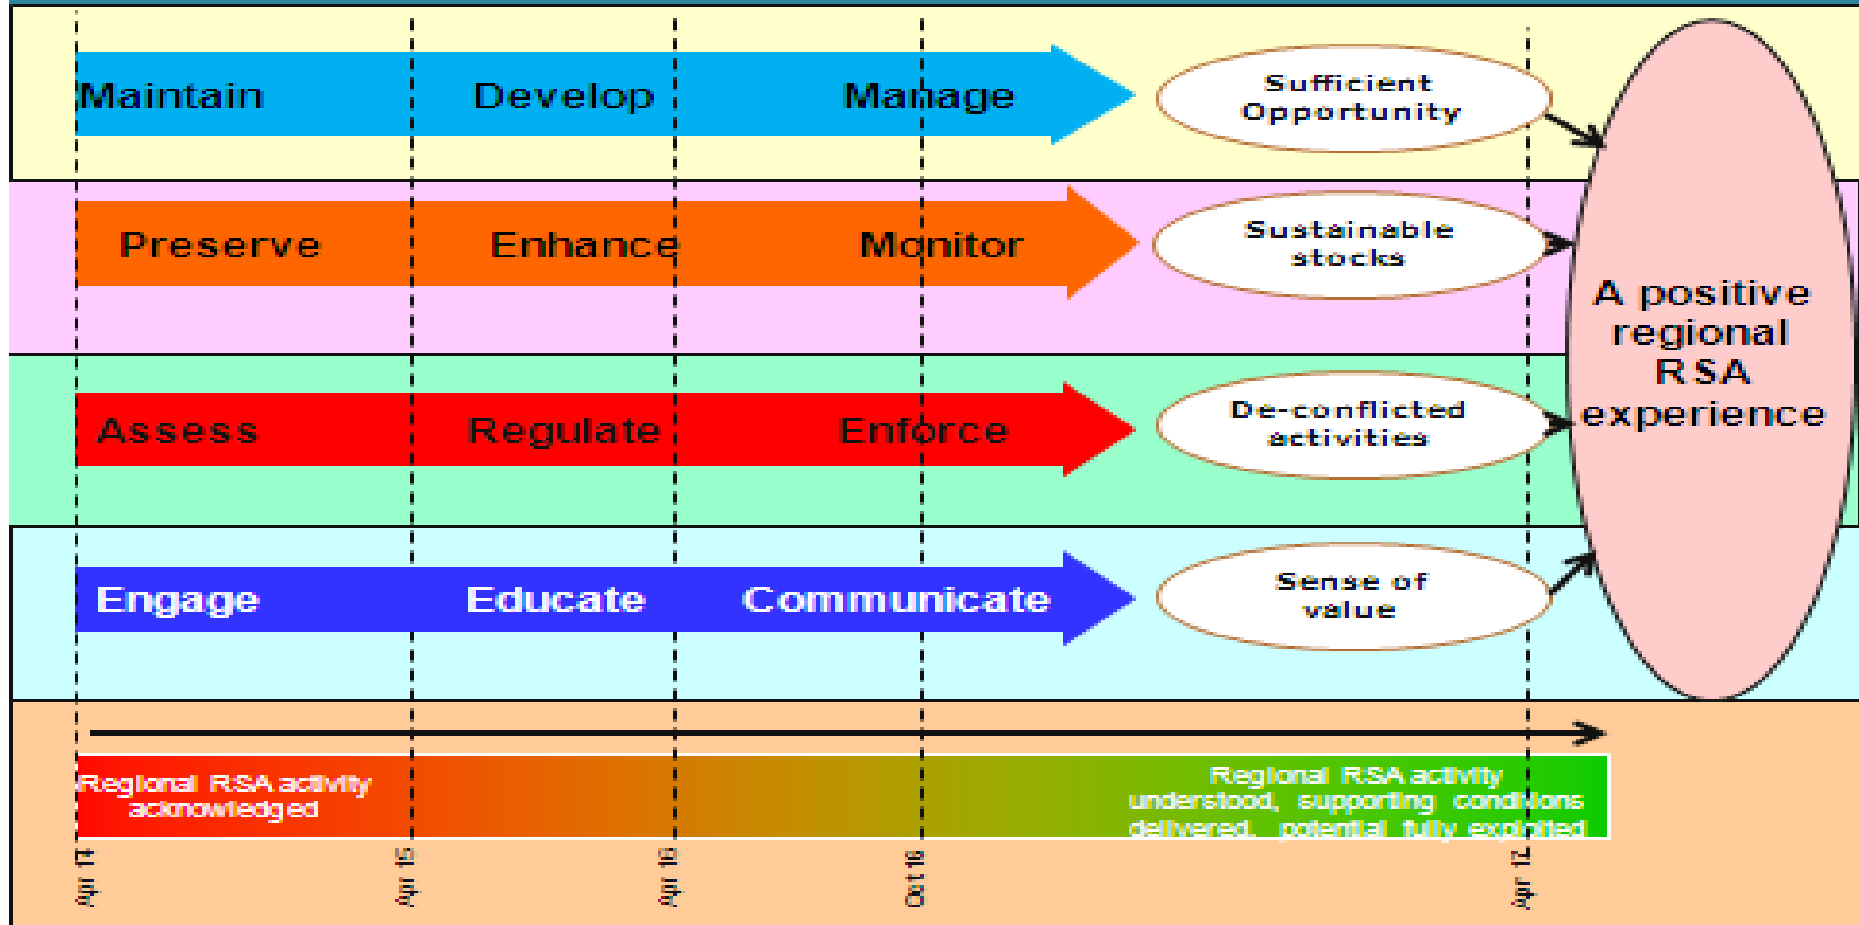 Maintain Develop Manage
Sufficient
Opportunity
Preserve Enhance Monitor
Sustainable
stocks
A positive
regional
RSA
experience
Assess Regulate Enforce
De-conflicted
activities
Engage Educate Communicate
Sense of
value
Regional RSA activity
acknowledged
Regional RSA activity
understood, supporting conditions
delivered, potential fully exploited
Apr 14
Apr 15
Apr 16
Oct 16
Apr 17